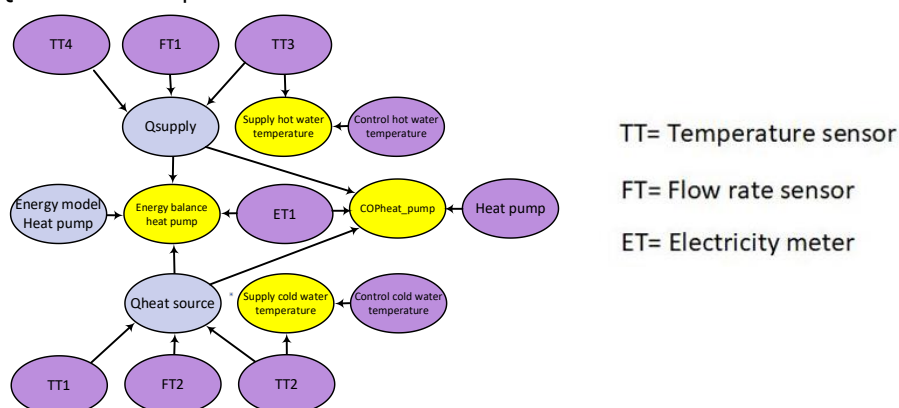 TT4
FT1
TT3
Qsupply
Supply hot water
temperature
Control hot water
temperature
TT= Temperature sensor
FT= Flow rate sensor
ET= Electricity meter
Energy model
Heat pump
Energy balance
heat pump
ET1
COPheat_pump
Heat pump
Qheat source
Supply cold water
temperature
Control cold water
temperature
TT1
FT2
TT2